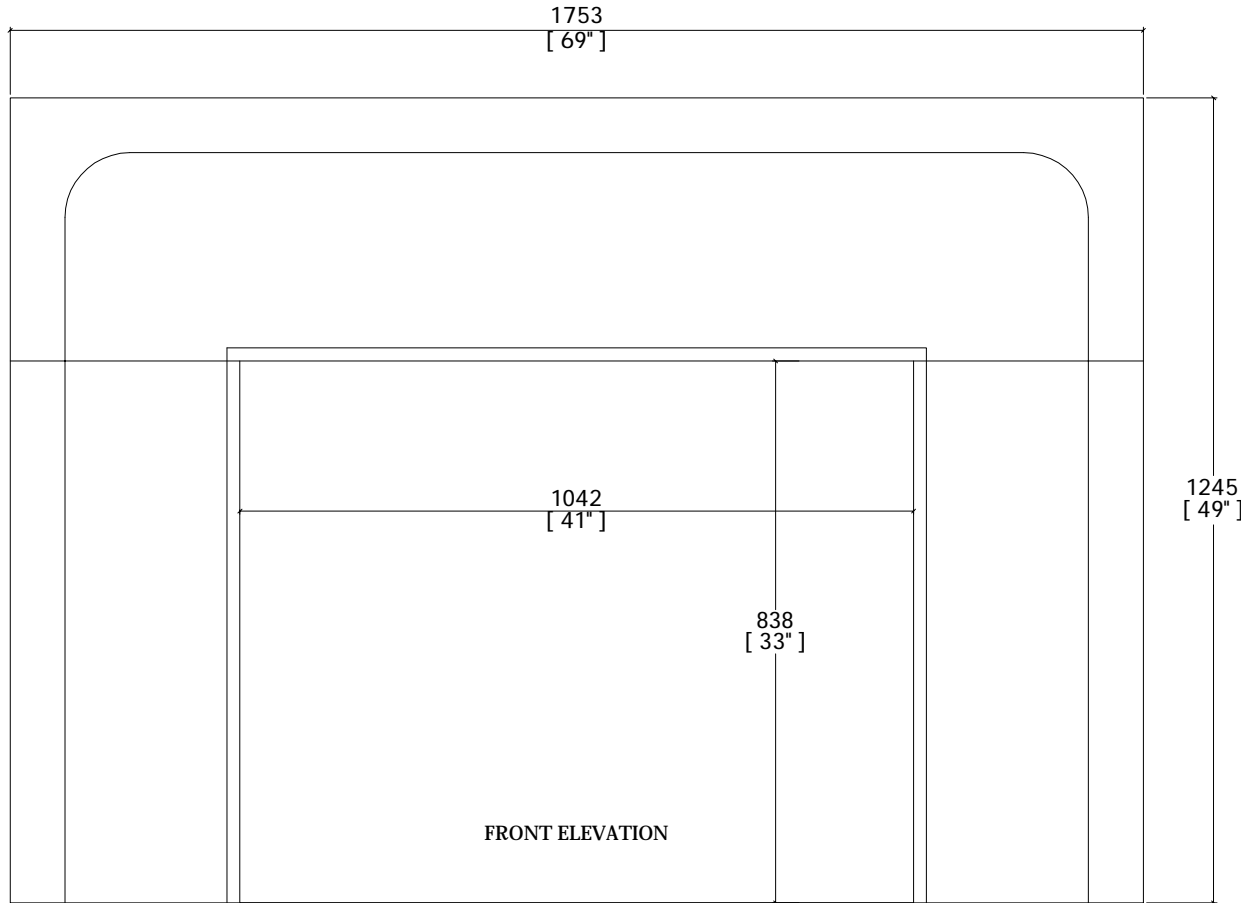 1753
[ 69" ]
1245
[ 49" ]
1042
[ 41" ]
838
[ 33" ]
FRONT ELEVATION